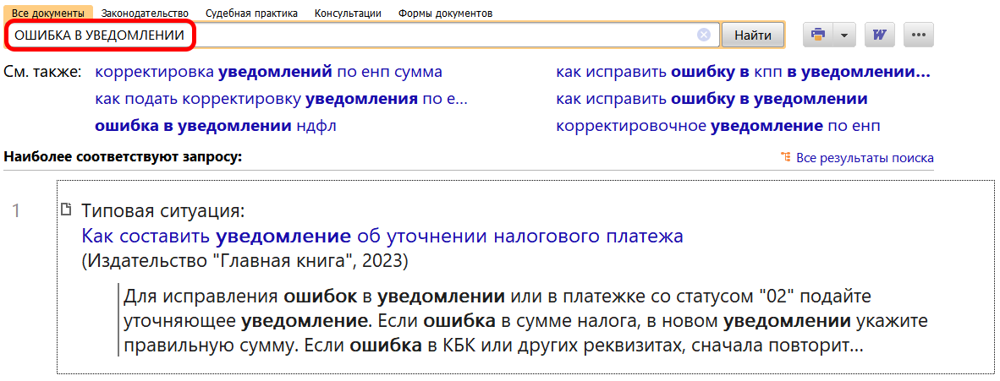 Все документы Законодательство Судебная практика Консультации Формы документов
ОШИБКА В УВЕДОМЛЕНИИ Найти W
См. также: корректировка уведомлений по енп сумма как исправить ошибку в кпп в уведомлении...
как подать корректировку уведомления по е... как исправить ошибку в уведомлении
ошибка в уведомлении ндфл корректировочное уведомление по енп
Наиболее соответствуют запросу: Все результаты поиска
1 Типовая ситуация:
Как составить уведомление об уточнении налогового платежа
(Издательство "Главная книга", 2023)
Для исправления ошибок в уведомлении или в платежке со статусом "02" подайте
уточняющее уведомление. Если ошибка в сумме налога, в новом уведомлении укажите
правильную сумму. Если ошибка в КБК или других реквизитах, сначала повторит...